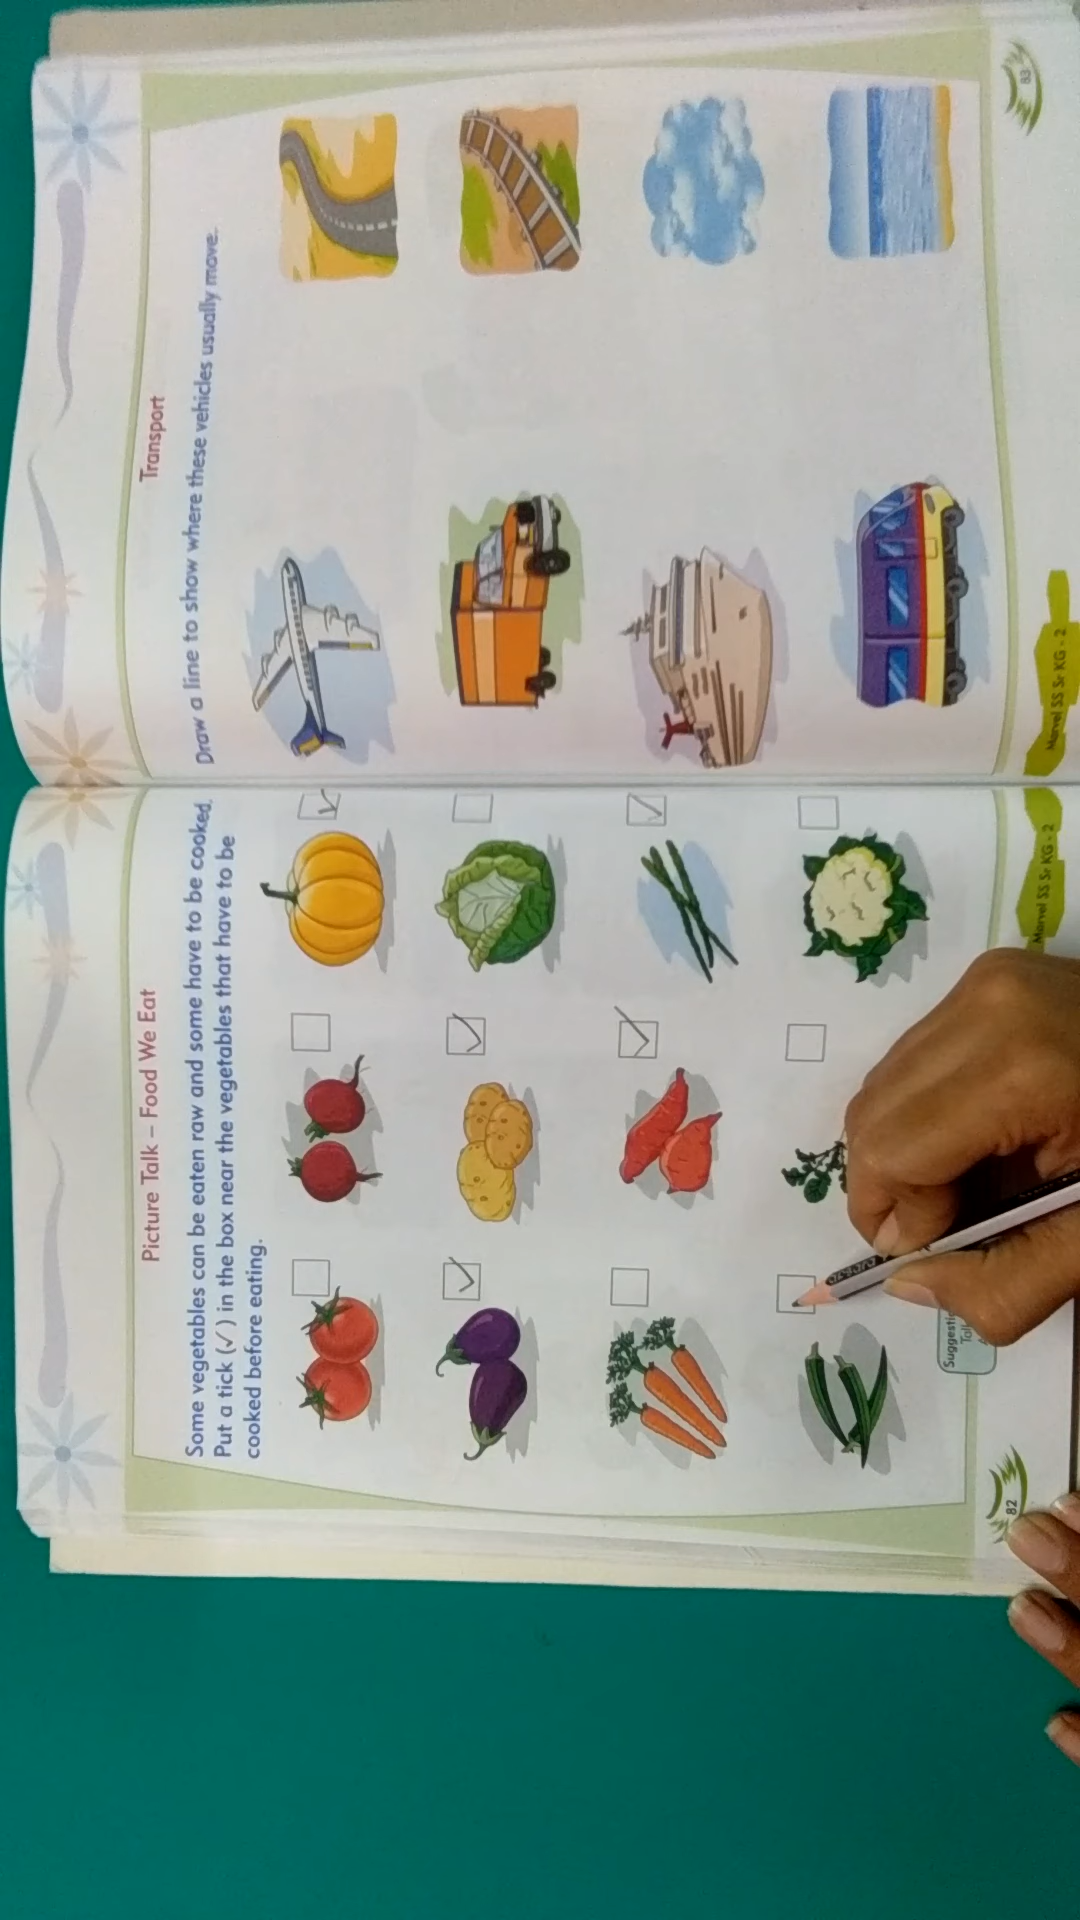 Picture Talk – Food We Eat
Some vegetables can be eaten raw and some have to be cooked.
Put a tick (✓) in the box near the vegetables that have to be
cooked before eating.
82
Marvel SS Sr KG - 2
Transport
Draw a line to show where these vehicles usually move.
Marvel SS Sr KG - 2
83